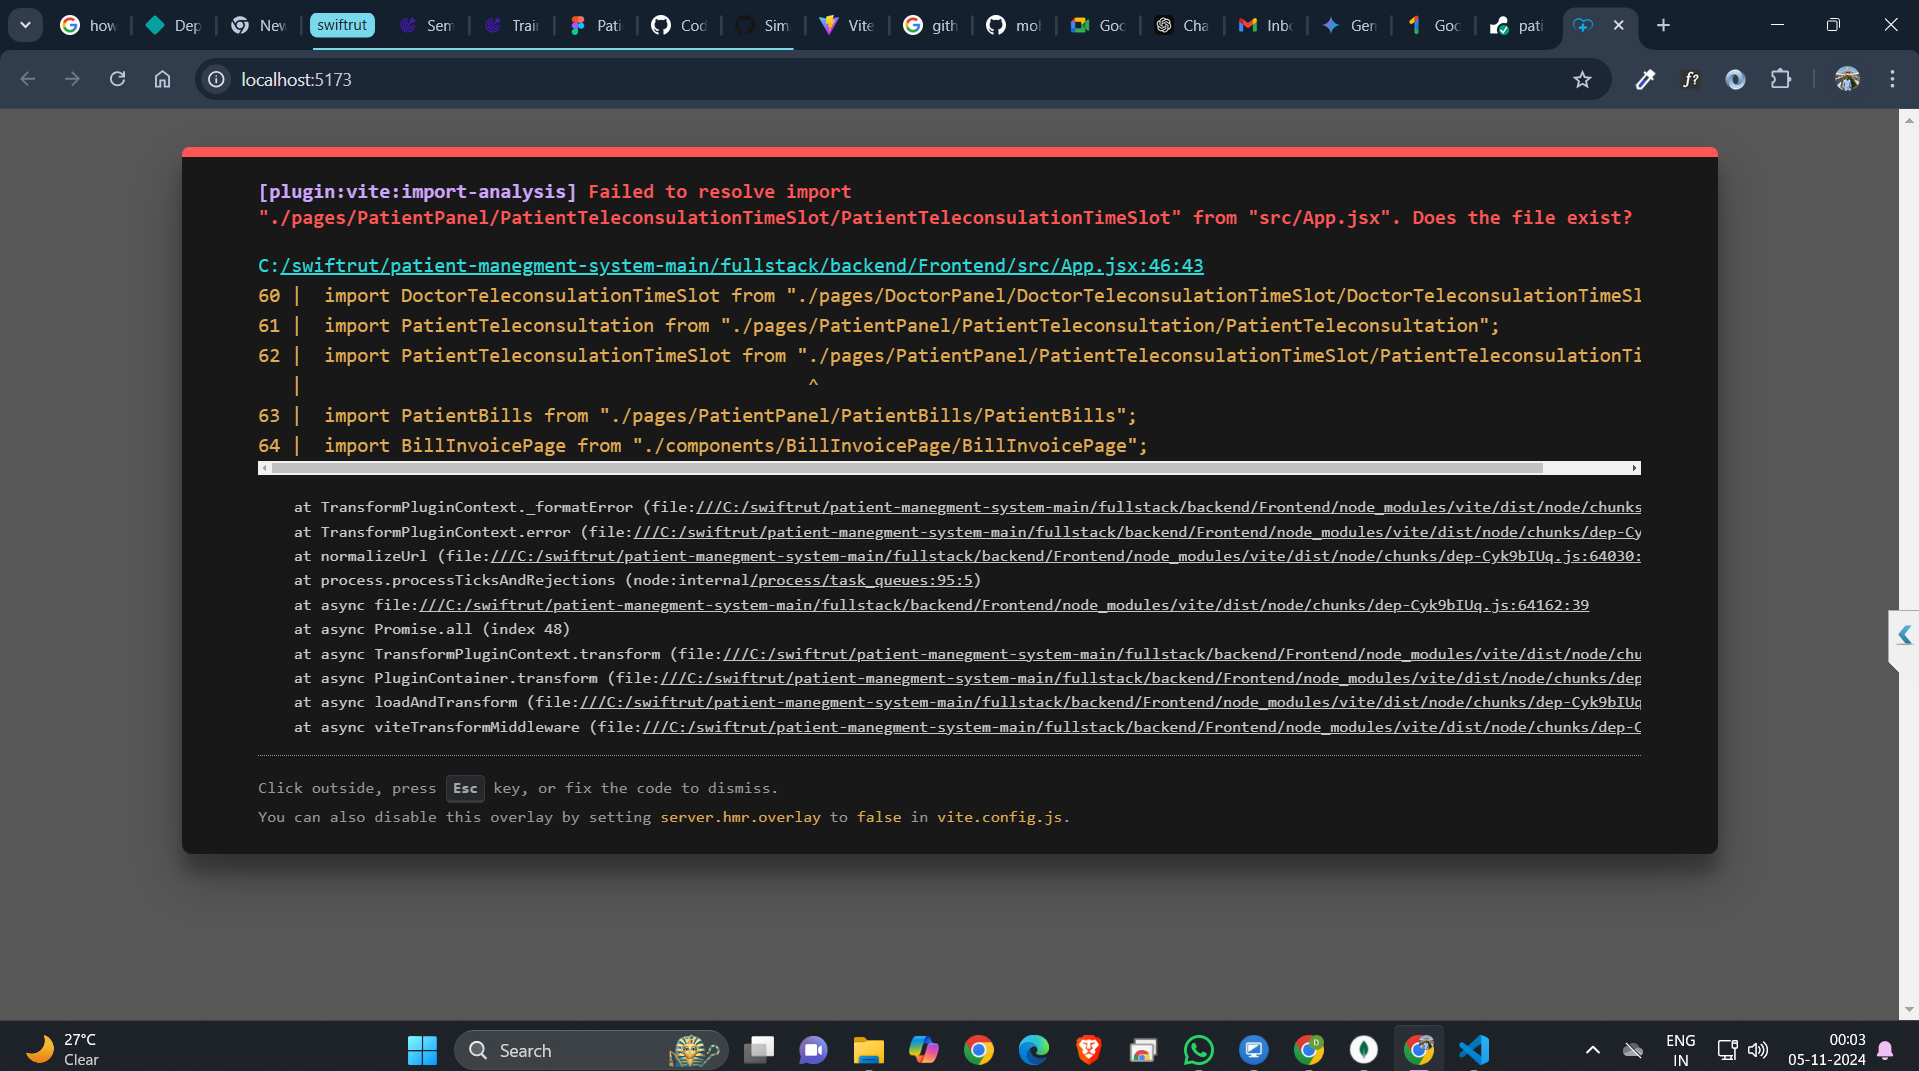 how
Dep
New
swiftrut
Sem
Train
Pati
Cod
Sim
Vite
gith
mol
Goo
Cha
Inbo
Gen
Goo
pati
localhost:5173
[plugin:vite:import-analysis] Failed to resolve import
"./pages/PatientPanel/PatientTeleconsulationTimeSlot/PatientTeleconsulationTimeSlot" from "src/App.jsx". Does the file exist?
C:/swiftrut/patient-manegment-system-main/fullstack/backend/Frontend/src/App.jsx:46:43
60 |  import DoctorTeleconsulationTimeSlot from "./pages/DoctorPanel/DoctorTeleconsulationTimeSlot/DoctorTeleconsulationTimeSl
61 |  import PatientTeleconsultation from "./pages/PatientPanel/PatientTeleconsultation/PatientTeleconsultation";
62 |  import PatientTeleconsulationTimeSlot from "./pages/PatientPanel/PatientTeleconsulationTimeSlot/PatientTeleconsulationTi
|                                              ^
63 |  import PatientBills from "./pages/PatientPanel/PatientBills/PatientBills";
64 |  import BillInvoicePage from "./components/BillInvoicePage/BillInvoicePage";
at TransformPluginContext._formatError (file:///C:/swiftrut/patient-manegment-system-main/fullstack/backend/Frontend/node_modules/vite/dist/node/chunks
at TransformPluginContext.error (file:///C:/swiftrut/patient-manegment-system-main/fullstack/backend/Frontend/node_modules/vite/dist/node/chunks/dep-Cy
at normalizeUrl (file:///C:/swiftrut/patient-manegment-system-main/fullstack/backend/Frontend/node_modules/vite/dist/node/chunks/dep-Cyk9bIUq.js:64030:
at process.processTicksAndRejections (node:internal/process/task_queues:95:5)
at async file:///C:/swiftrut/patient-manegment-system-main/fullstack/backend/Frontend/node_modules/vite/dist/node/chunks/dep-Cyk9bIUq.js:64162:39
at async Promise.all (index 48)
at async TransformPluginContext.transform (file:///C:/swiftrut/patient-manegment-system-main/fullstack/backend/Frontend/node_modules/vite/dist/node/chu
at async PluginContainer.transform (file:///C:/swiftrut/patient-manegment-system-main/fullstack/backend/Frontend/node_modules/vite/dist/node/chunks/dep
at async loadAndTransform (file:///C:/swiftrut/patient-manegment-system-main/fullstack/backend/Frontend/node_modules/vite/dist/node/chunks/dep-Cyk9bIUq
at async viteTransformMiddleware (file:///C:/swiftrut/patient-manegment-system-main/fullstack/backend/Frontend/node_modules/vite/dist/node/chunks/dep-C
Click outside, press Esc key, or fix the code to dismiss.
You can also disable this overlay by setting server.hmr.overlay to false in vite.config.js.
27°C
Clear
Search
ENG
IN
00:03
05-11-2024